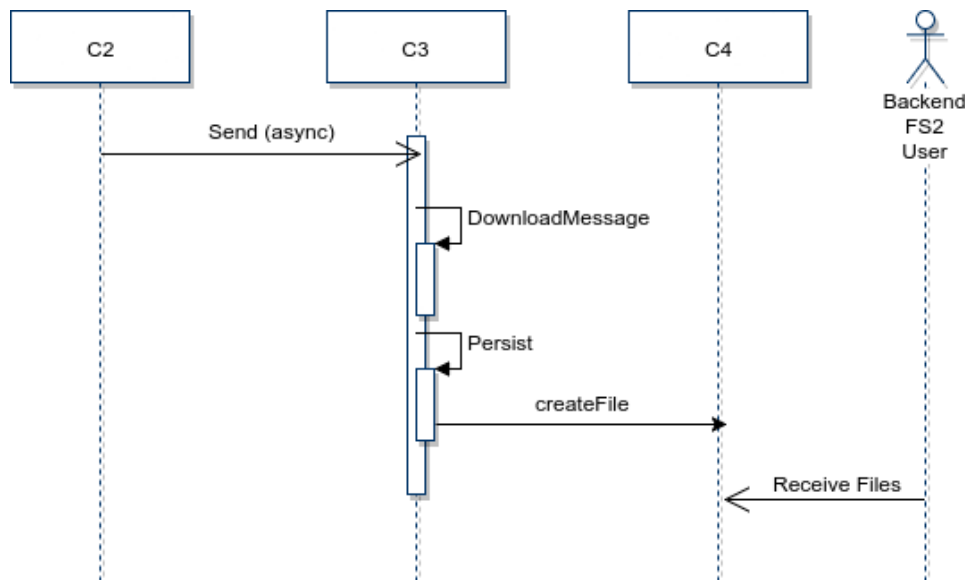 C2
C3
C4
Backend
FS2
User
Send (async)
DownloadMessage
Persist
createFile
Receive Files